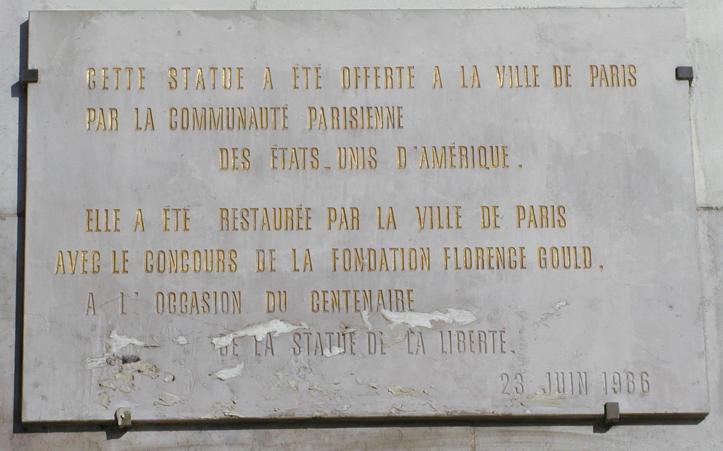 CETTE STATUE A ÉTÉ OFFERTE A LA VILLE DE PARIS
PAR LA COMMUNAUTÉ PARISIENNE
DES ÉTATS-UNIS D'AMÉRIQUE.
ELLE A ÉTÉ RESTAURÉE PAR LA VILLE DE PARIS
AVEC LE CONCOURS DE LA FONDATION FLORENCE GOULD,
A L'OCCASION DU CENTENAIRE
DE LA STATUE DE LA LIBERTÉ.
23 JUIN 1986